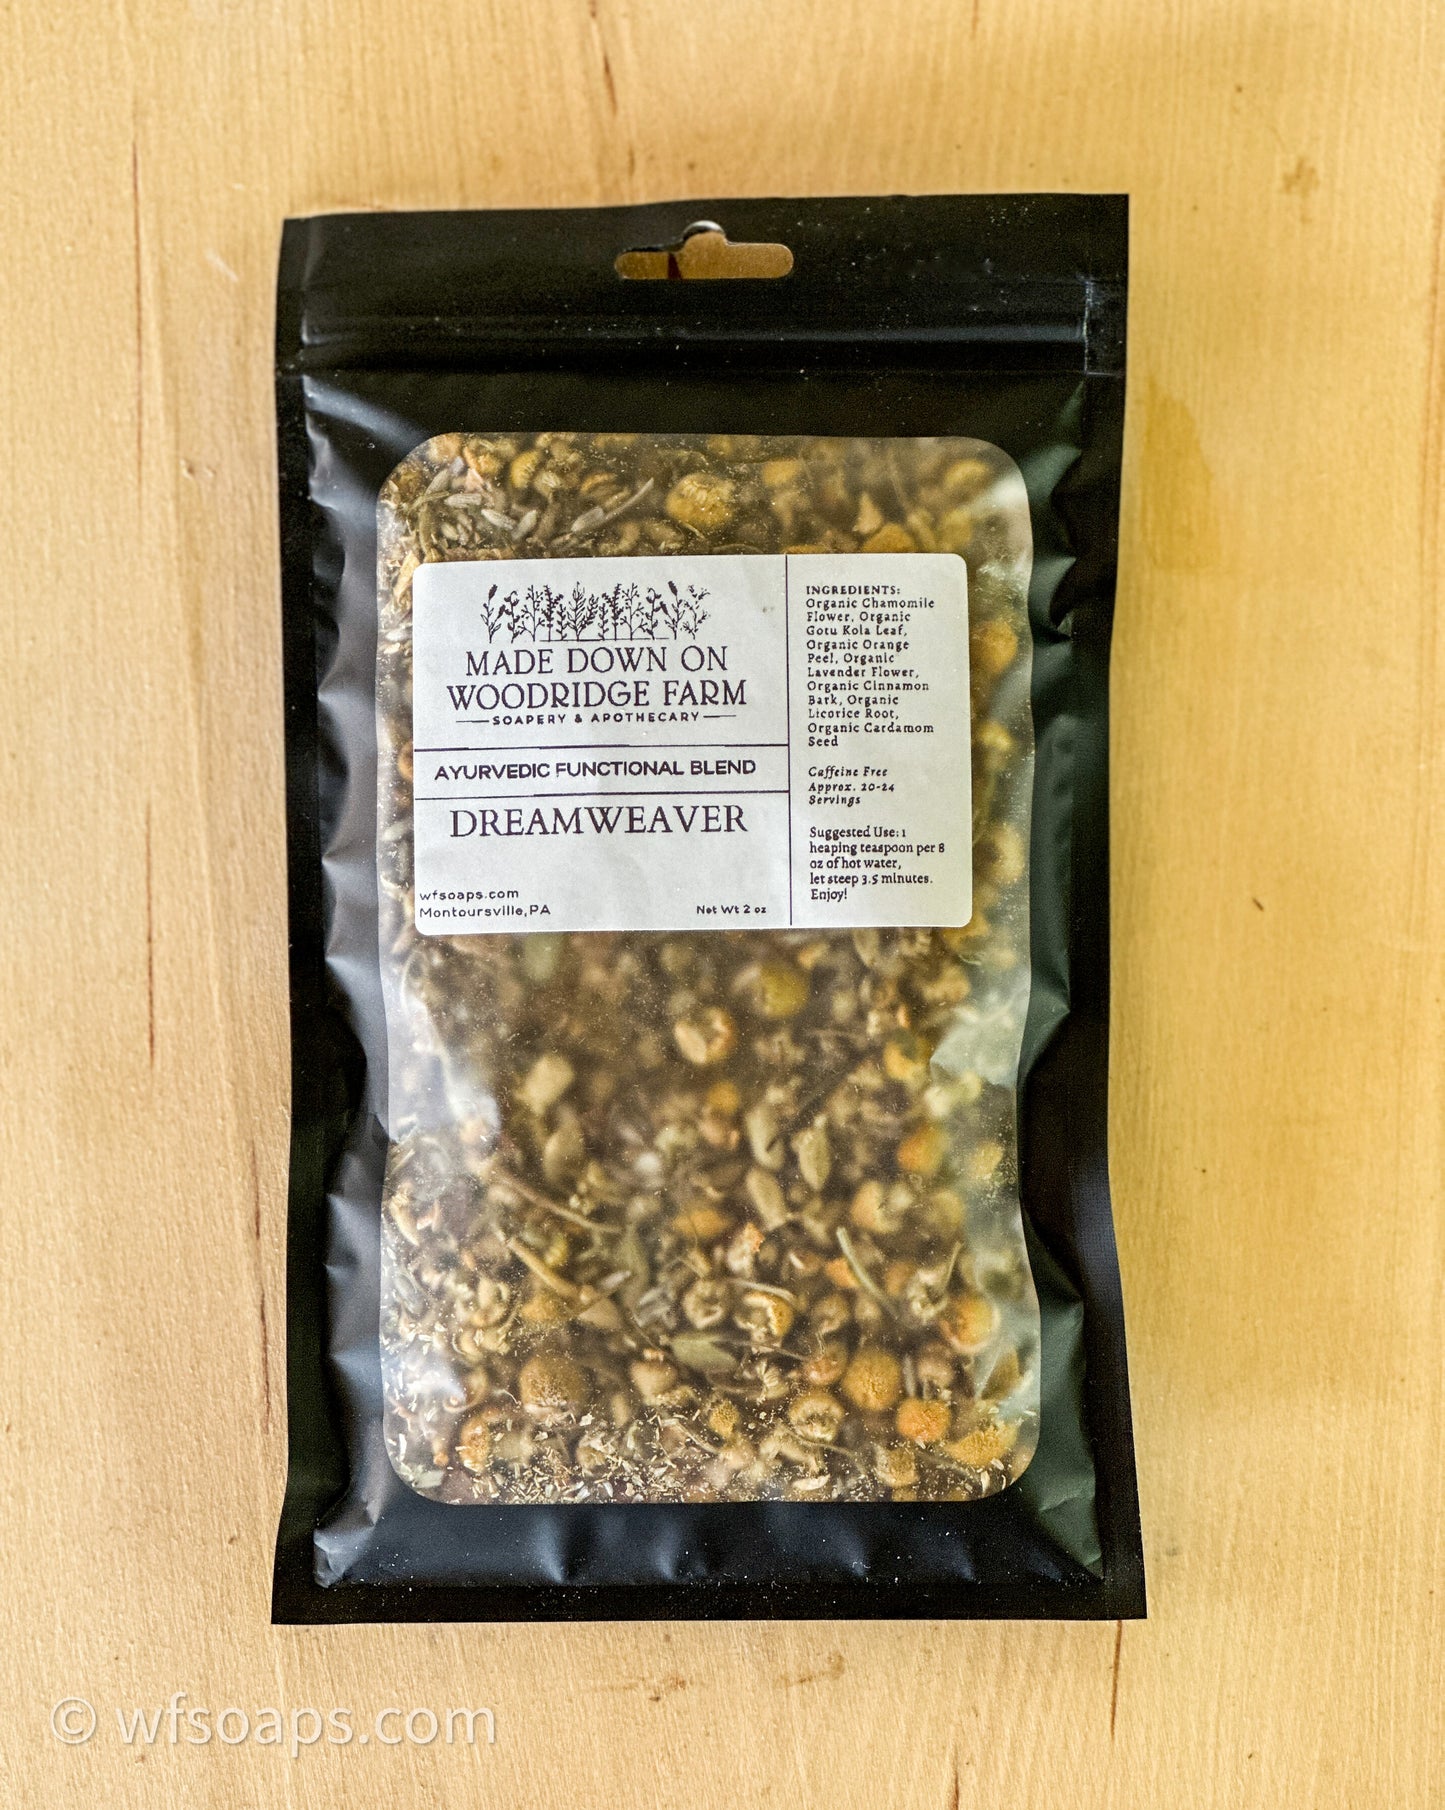 MADE DOWN ON
WOODRIDGE FARM
SOAPERY & APOTHECARY
AYURVEDIC FUNCTIONAL BLEND
DREAMWEAVER
wfsoaps.com
Montoursville, PA
Net Wt 2 oz
INGREDIENTS:
Organic Chamomile
Flower, Organic
Gotu Kola Leaf,
Organic Orange
Peel, Organic
Lavender Flower,
Organic Cinnamon
Bark, Organic
Licorice Root,
Organic Cardamom
Seed
Caffeine Free
Approx. 20-24
Servings
Suggested Use: 1
heaping teaspoon per 8
oz of hot water,
let steep 3.5 minutes.
Enjoy!
© wfsoaps.com